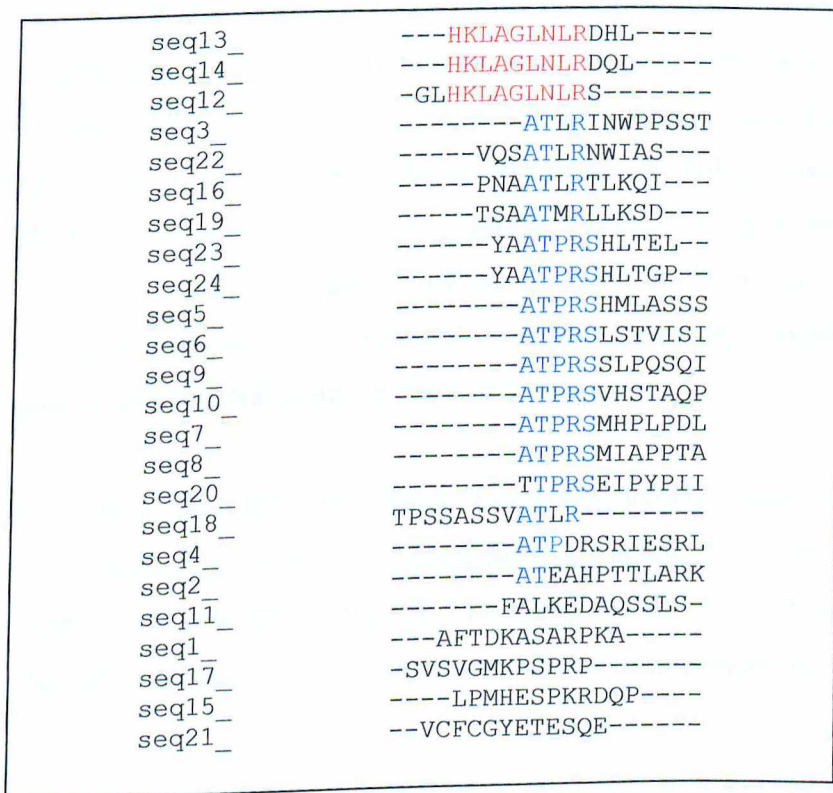 seq13_ ---HKLAGLNLRDHL-----
seq14_ ---HKLAGLNLRDQL-----
seq12_ -GLHKLAGLNLRS-------
seq3_ --------ATLRINWPPSST
seq22_ -----VQSATLRNWIAS---
seq16_ -----PNAATLRTLKQI---
seq19_ -----TSAATMRLLKSD---
seq23_ ------YAATPRSHLTEL--
seq24_ ------YAATPRSHLTGP--
seq5_ --------ATPRSHMLASSS
seq6_ --------ATPRSLSTVISI
seq9_ --------ATPRSSLPQSQI
seq10_ --------ATPRSVHSTAQP
seq7_ --------ATPRSMHPLPDL
seq8_ --------ATPRSMIAPPTA
seq20_ --------TTPRSEIPYPII
seq18_ TPSSASSVATLR--------
seq4_ --------ATPDRSRIESRL
seq2_ --------ATEAHPTTLARK
seq11_ -------FALKEDAQSSLS-
seq1_ ---AFTDKASARPKA-----
seq17_ -SVSVGMKPSPRP-------
seq15_ ----LPMHESPKRDQP----
seq21_ --VCFCGYETESQE------